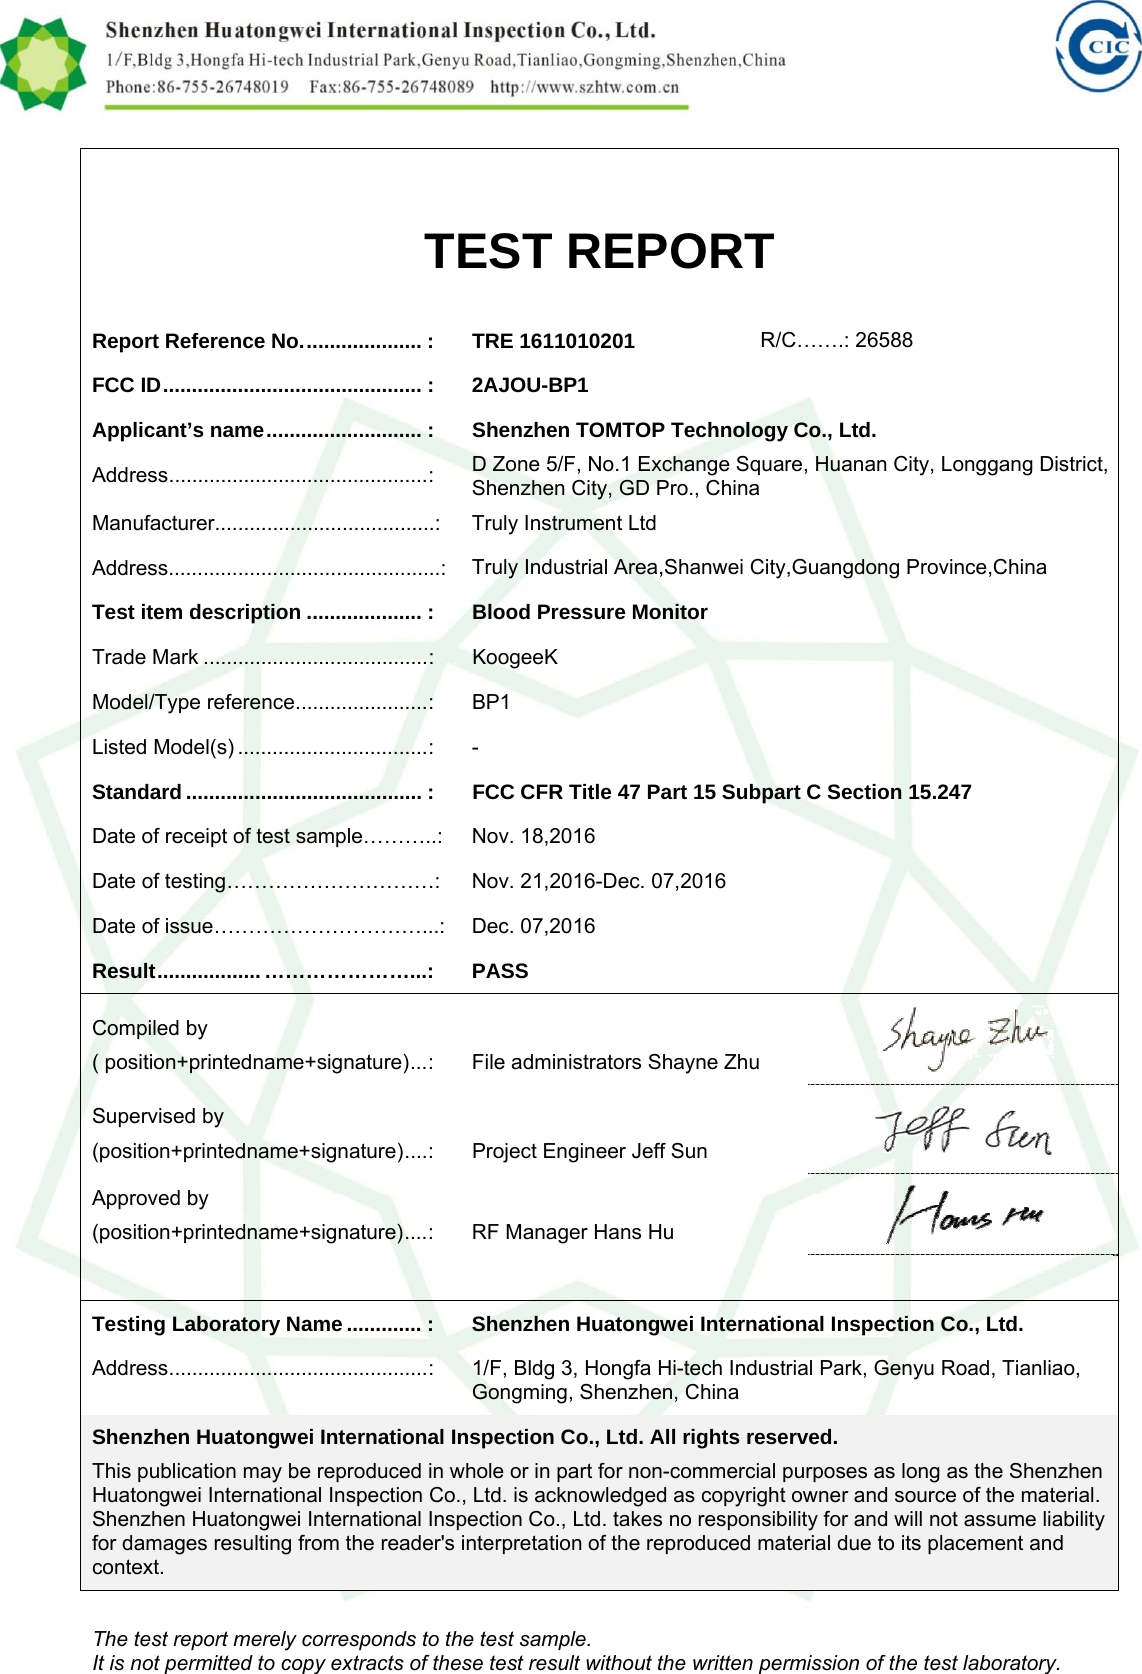 Shenzhen Huatongwei International Inspection Co., Ltd.
1/F,Bldg 3,Hongfa Hi-tech Industrial Park,Genyu Road,Tianliao,Gongming,Shenzhen,China
Phone:86-755-26748019 Fax:86-755-26748089 http://www.szhtw.com.cn
CIC
TEST REPORT
Report Reference No..................... : TRE 1611010201 R/C…….: 26588
FCC ID............................................. : 2AJOU-BP1
Applicant’s name........................... : Shenzhen TOMTOP Technology Co., Ltd.
Address.............................................: D Zone 5/F, No.1 Exchange Square, Huanan City, Longgang District,
Shenzhen City, GD Pro., China
Manufacturer......................................: Truly Instrument Ltd
Address...............................................: Truly Industrial Area,Shanwei City,Guangdong Province,China
Test item description .................... : Blood Pressure Monitor
Trade Mark .......................................: KoogeeK
Model/Type reference.......................: BP1
Listed Model(s) .................................: -
Standard ......................................... : FCC CFR Title 47 Part 15 Subpart C Section 15.247
Date of receipt of test sample………..: Nov. 18,2016
Date of testing…………………………: Nov. 21,2016-Dec. 07,2016
Date of issue…………………………...: Dec. 07,2016
Result.................. …………………...: PASS
Compiled by
( position+printedname+signature)...: File administrators Shayne Zhu Shayne Zhu
Supervised by
(position+printedname+signature)....: Project Engineer Jeff Sun Jeff Sun
Approved by
(position+printedname+signature)....: RF Manager Hans Hu Hans Hu
Testing Laboratory Name ............. : Shenzhen Huatongwei International Inspection Co., Ltd.
Address.............................................: 1/F, Bldg 3, Hongfa Hi-tech Industrial Park, Genyu Road, Tianliao,
Gongming, Shenzhen, China
Shenzhen Huatongwei International Inspection Co., Ltd. All rights reserved.
This publication may be reproduced in whole or in part for non-commercial purposes as long as the Shenzhen
Huatongwei International Inspection Co., Ltd. is acknowledged as copyright owner and source of the material.
Shenzhen Huatongwei International Inspection Co., Ltd. takes no responsibility for and will not assume liability
for damages resulting from the reader's interpretation of the reproduced material due to its placement and
context.
The test report merely corresponds to the test sample.
It is not permitted to copy extracts of these test result without the written permission of the test laboratory.